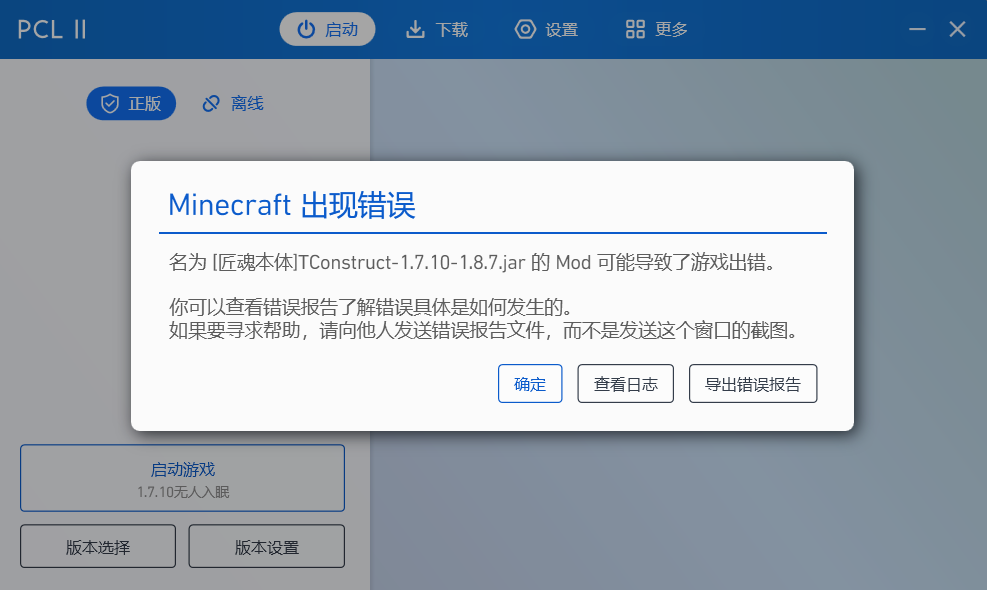 PCL II
启动
下载
设置
更多
正版
离线
Minecraft 出现错误
名为 [匠魂本体]TConstruct-1.7.10-1.8.7.jar 的 Mod 可能导致了游戏出错。
你可以查看错误报告了解错误具体是如何发生的。
如果要寻求帮助，请向他人发送错误报告文件，而不是发送这个窗口的截图。
确定
查看日志
导出错误报告
启动游戏
1.7.10无人入眠
版本选择
版本设置